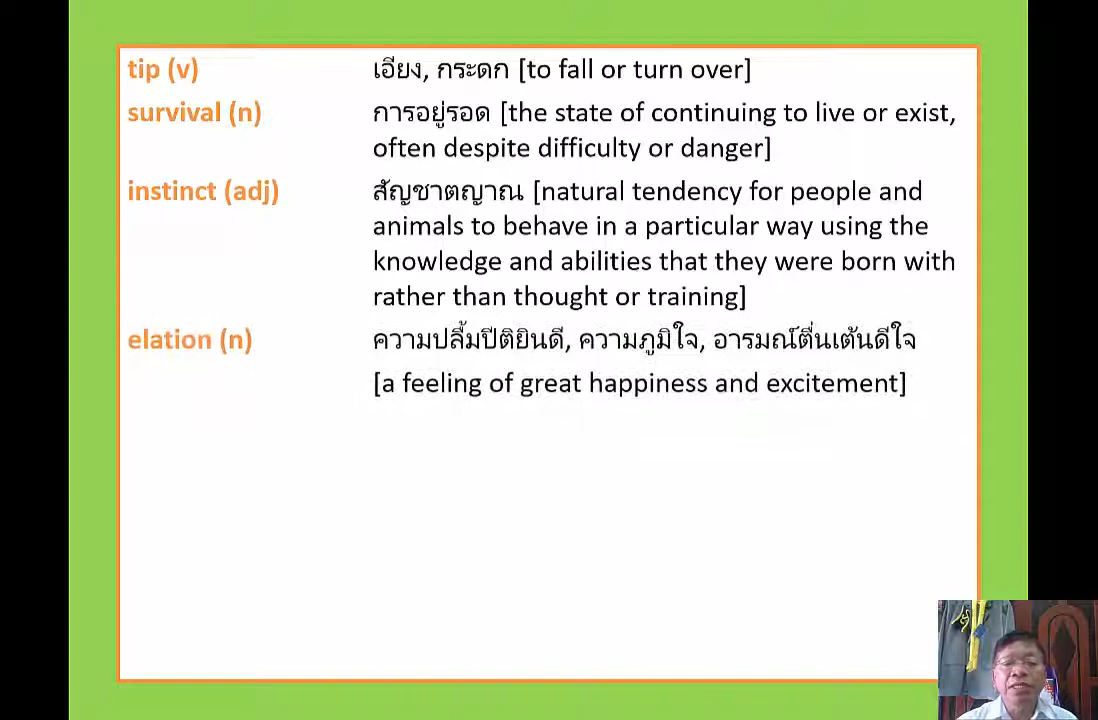 tip (v) เอียง, กระดก [to fall or turn over]
survival (n) การอยู่รอด [the state of continuing to live or exist,
often despite difficulty or danger]
instinct (adj) สัญชาตญาณ [natural tendency for people and
animals to behave in a particular way using the
knowledge and abilities that they were born with
rather than thought or training]
elation (n) ความปลื้มปีติยินดี, ความภูมิใจ, อารมณ์ตื่นเต้นดีใจ
[a feeling of great happiness and excitement]